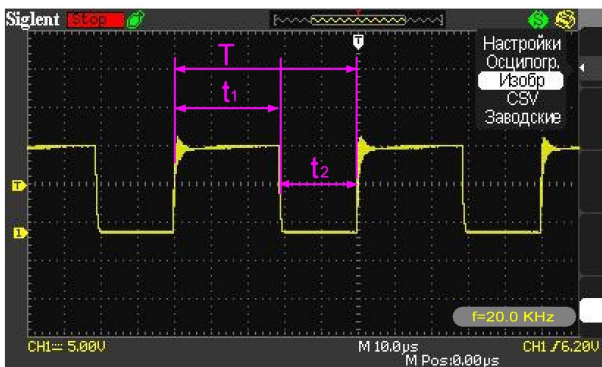 Siglent Stop
T
Настройки
Осцилогр.
Изобр
CSV
Заводские
T
t₁
t₂
T
1
f=20.0 KHz
CH1 5.00V M 10.0µs CH1 6.20V
M Pos:0.00µs